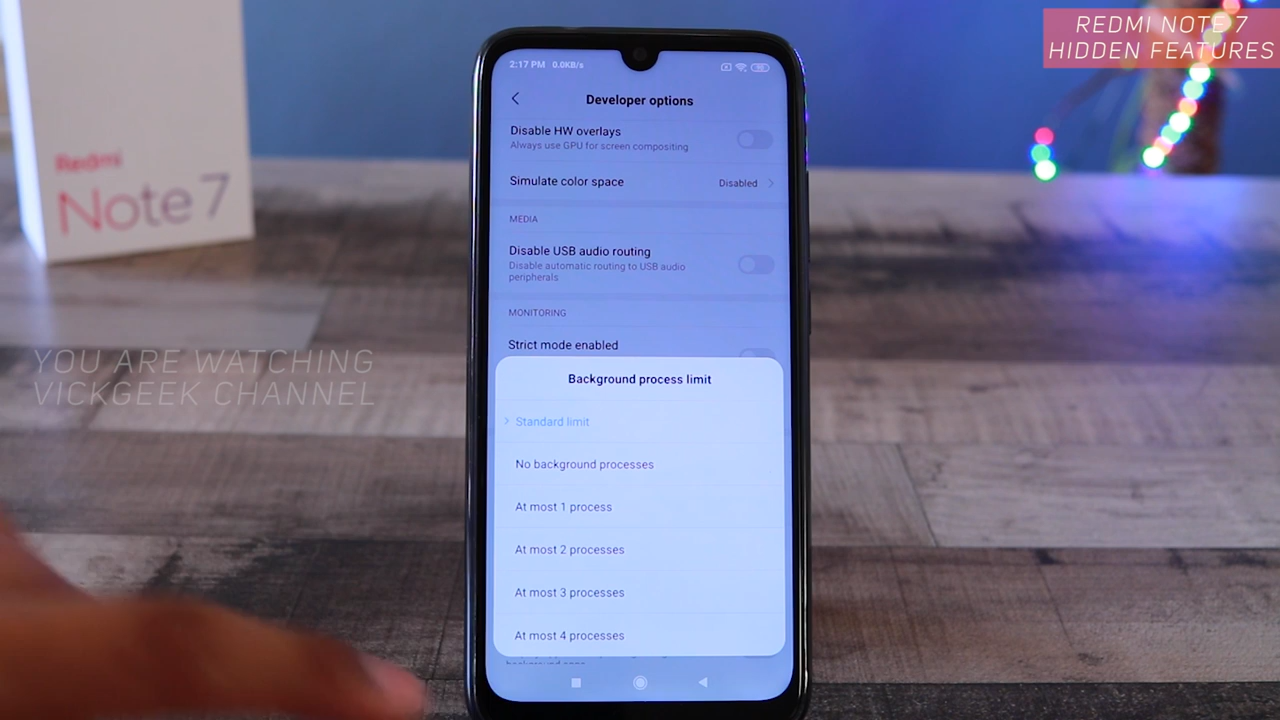 REDMI NOTE 7
HIDDEN FEATURES
Redmi
Note 7
2:17 PM 0.0KB/s
Developer options
Disable HW overlays
Always use GPU for screen compositing
Simulate color space
Disabled
MEDIA
Disable USB audio routing
Disable automatic routing to USB audio
peripherals
MONITORING
Strict mode enabled
YOU ARE WATCHING
VICKGEEK CHANNEL
Background process limit
Standard limit
No background processes
At most 1 process
At most 2 processes
At most 3 processes
At most 4 processes
background apps